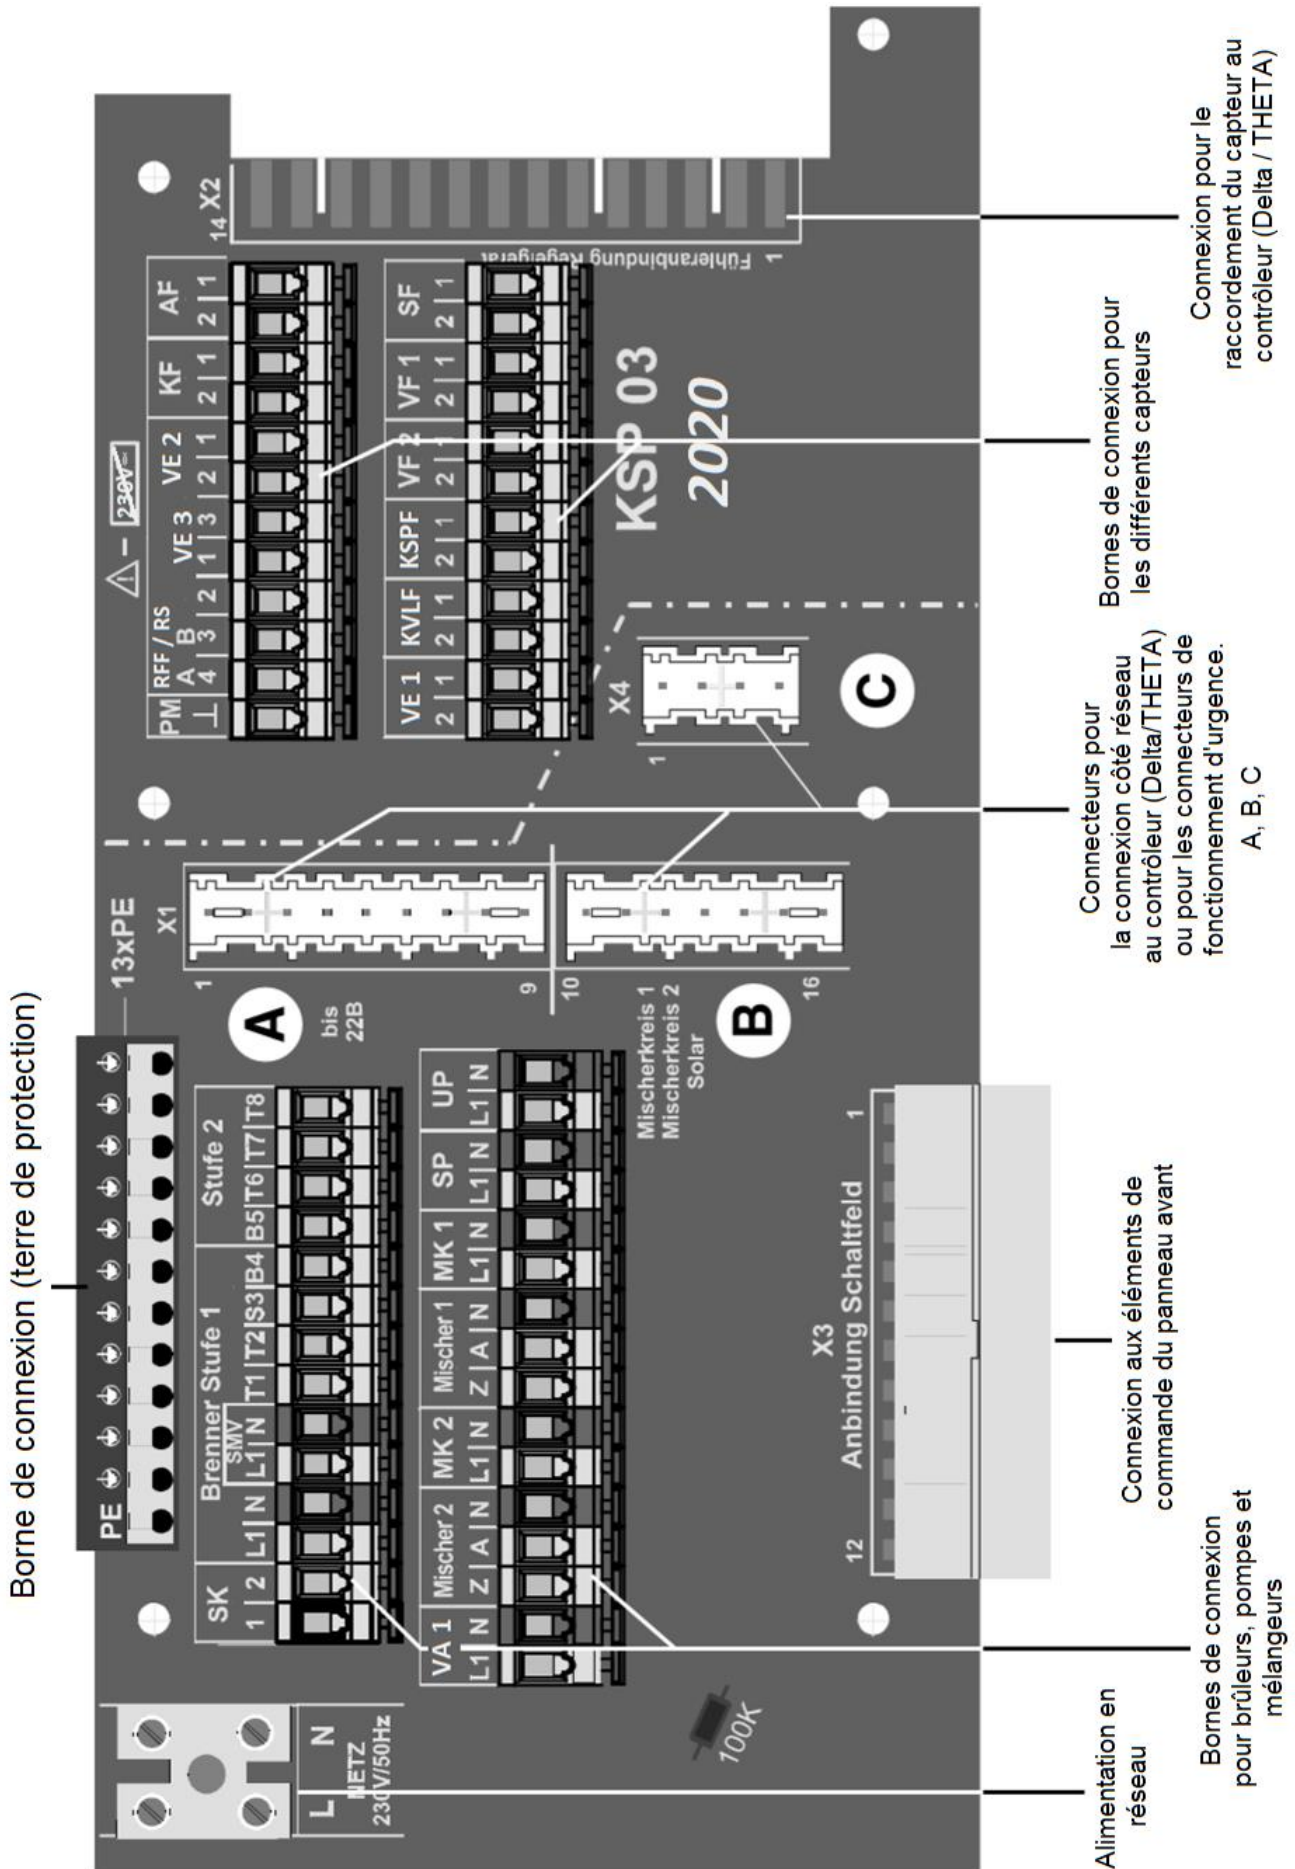 Borne de connexion (terre de protection)
PE
13xPE
L N
NETZ
230V/50Hz
SK
1 | 2
Brenner Stufe 1
SMV
L1 | N
L1 | N
T1 | T2 | S3 | B4
Stufe 2
B5 | T6 | T7 | T8
A
bis
22B
X1
1
9
10
16
VA 1
L1 | N
Mischer 2
Z | A | N
MK 2
L1 | N
Mischer 1
Z | A | N
MK 1
L1 | N
SP
L1 | N
UP
L1 | N
Mischerkreis 1
Mischerkreis 2
Solar
B
100K
X3
Anbindung Schaltfeld
12
1
230V~
PM
RFF / RS
A B
4 | 3 | 2
VE 3
1 | 3
VE 2
2 | 1
KF
2 | 1
AF
2 | 1
VE 1
2 | 1
KVLF
2 | 1
KSPF
2 | 1
VF 2
2 | 1
VF 1
2 | 1
SF
2 | 1
14 X2
Fühleranbindung Regelgerät
1
KSP 03
2020
X4
1
C
Alimentation en
réseau
Bornes de connexion
pour brûleurs, pompes et
mélangeurs
Connexion aux éléments de
commande du panneau avant
Connecteurs pour
la connexion côté réseau
au contrôleur (Delta/THETA)
ou pour les connecteurs de
fonctionnement d'urgence.
A, B, C
Bornes de connexion pour
les différents capteurs
Connexion pour le
raccordement du capteur au
contrôleur (Delta / THETA)